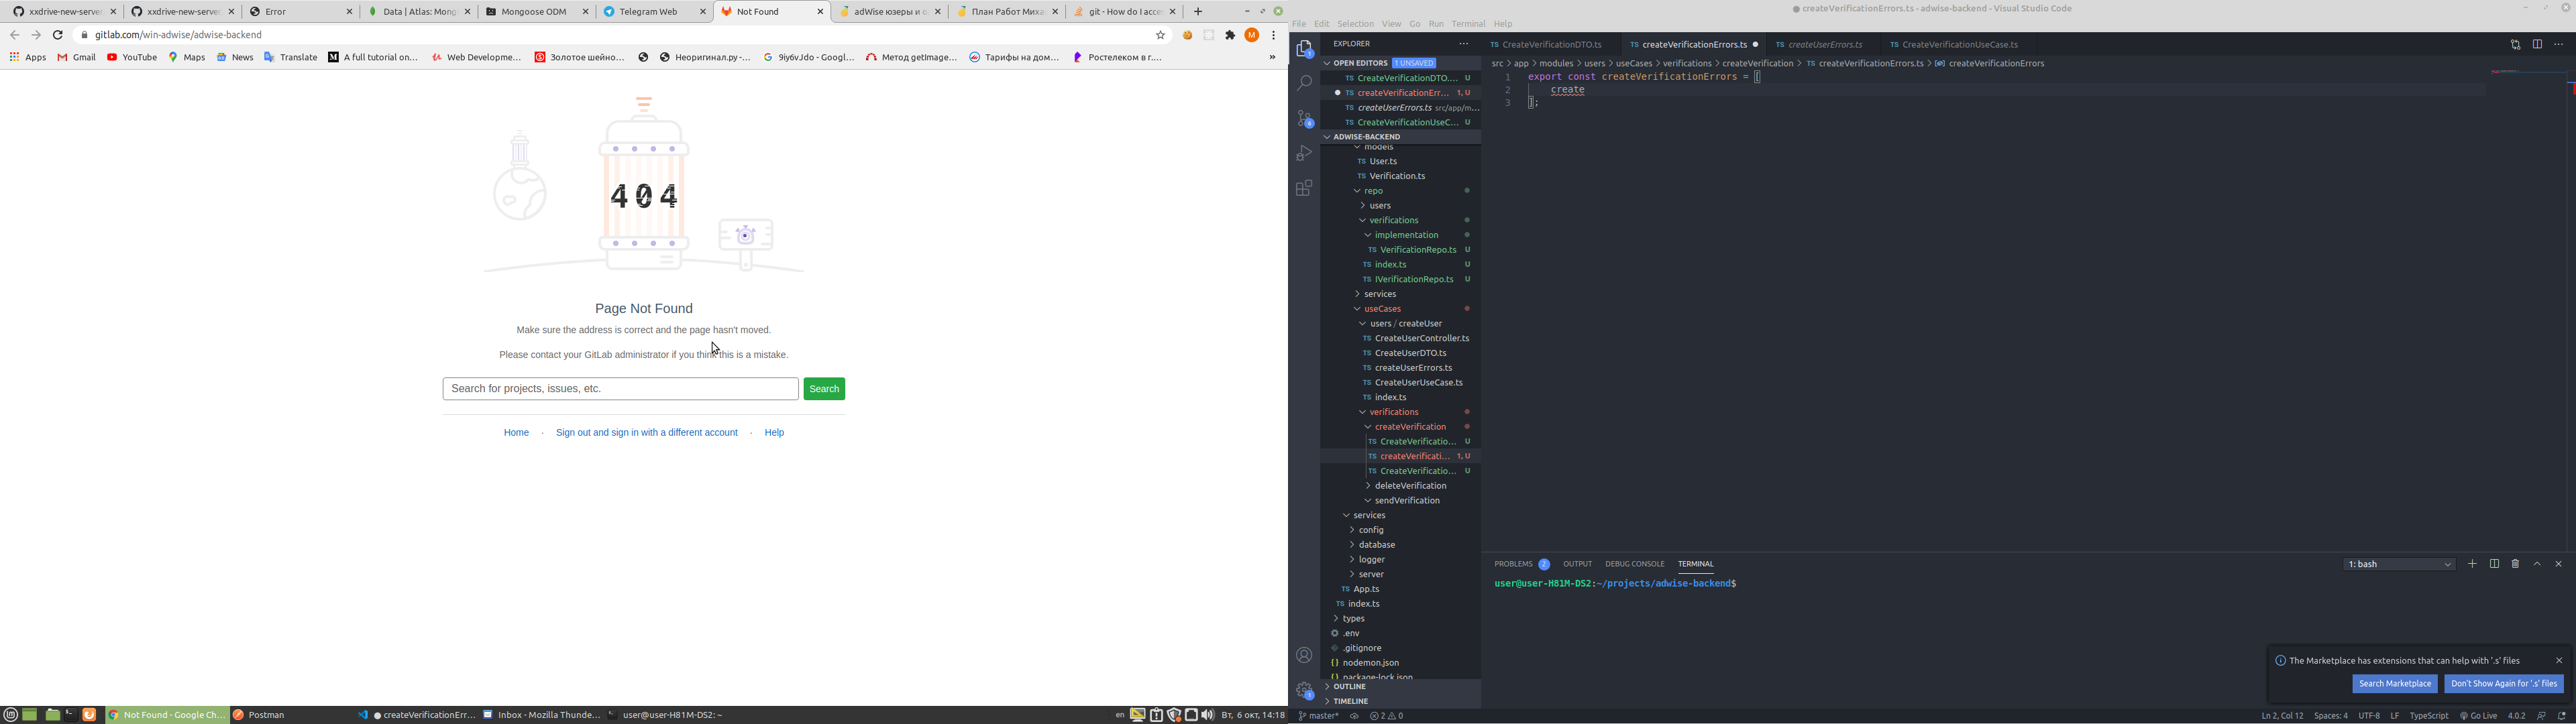 xxdrive-new-server
xxdrive-new-server
Error
Data | Atlas: Mong
Mongoose ODM
Telegram Web
Not Found
adWise юзеры и о
План Работ Миха
git - How do I acce
gitlab.com/win-adwise/adwise-backend
Apps
Gmail
YouTube
Maps
News
Translate
A full tutorial on…
Web Developme…
Золотое шейно…
Неоригинал.ру -…
9iy6vJdo - Googl…
Метод getImage…
Тарифы на дом…
Ростелеком в г.…
»
404
Page Not Found
Make sure the address is correct and the page hasn't moved.
Please contact your GitLab administrator if you think this is a mistake.
Search for projects, issues, etc.
Search
Home · Sign out and sign in with a different account · Help
Not Found - Google Ch…
Postman
createVerificationErr…
Inbox - Mozilla Thunde…
user@user-H81M-DS2: ~
en
Вт, 6 окт, 14:18
● createVerificationErrors.ts - adwise-backend - Visual Studio Code
File Edit Selection View Go Run Terminal Help
EXPLORER
OPEN EDITORS 1 UNSAVED
TS CreateVerificationDTO.… U
TS createVerificationErr… 1, U
TS createUserErrors.ts src/app/m…
TS CreateVerificationUseC… U
ADWISE-BACKEND
models
TS User.ts
TS Verification.ts
repo
users
verifications
implementation
TS VerificationRepo.ts U
TS index.ts U
TS IVerificationRepo.ts U
services
useCases
users / createUser
TS CreateUserController.ts
TS CreateUserDTO.ts
TS createUserErrors.ts
TS CreateUserUseCase.ts
TS index.ts
verifications
createVerification
TS CreateVerificatio… U
TS createVerificati… 1, U
TS CreateVerificatio… U
deleteVerification
sendVerification
services
config
database
logger
server
TS App.ts
TS index.ts
types
.env
.gitignore
{} nodemon.json
{} package-lock.json
OUTLINE
TIMELINE
TS CreateVerificationDTO.ts
TS createVerificationErrors.ts ●
TS createUserErrors.ts
TS CreateVerificationUseCase.ts
src > app > modules > users > useCases > verifications > createVerification > TS createVerificationErrors.ts > createVerificationErrors
1 export const createVerificationErrors = [
2 create
3 ];
PROBLEMS 2 OUTPUT DEBUG CONSOLE TERMINAL
1: bash
user@user-H81M-DS2:~/projects/adwise-backend$
The Marketplace has extensions that can help with '.s' files
Search Marketplace
Don't Show Again for '.s' files
master* 2 0
Ln 2, Col 12 Spaces: 4 UTF-8 LF TypeScript Go Live 4.0.2